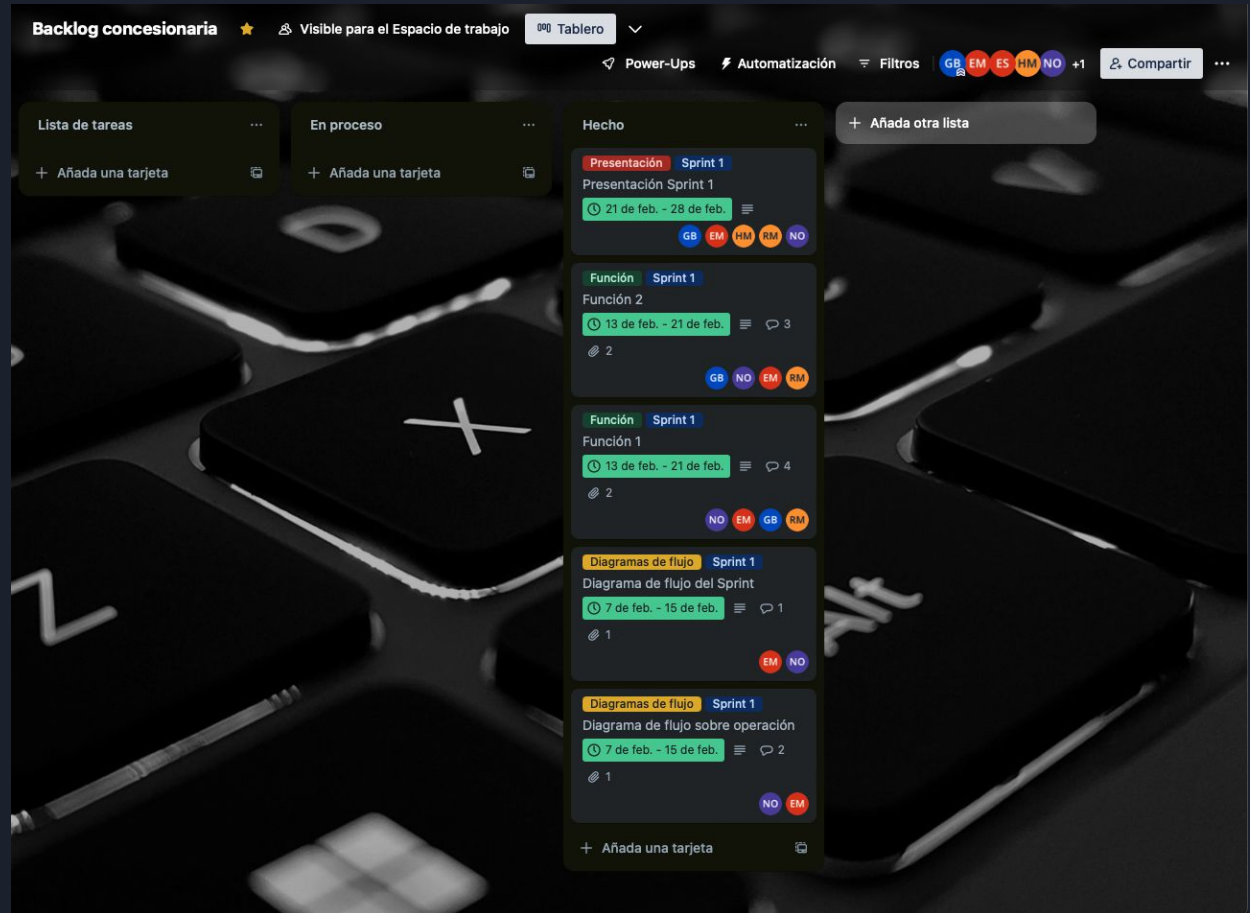 Backlog concesionaria Visible para el Espacio de trabajo Tablero
Power-Ups Automatización Filtros GB EM ES HM NO +1 Compartir
Lista de tareas
Añada una tarjeta
En proceso
Añada una tarjeta
Hecho
Presentación Sprint 1
Presentación Sprint 1
21 de feb. - 28 de feb.
GB EM HM RM NO
Función Sprint 1
Función 2
13 de feb. - 21 de feb. 3
2
GB NO EM RM
Función Sprint 1
Función 1
13 de feb. - 21 de feb. 4
2
NO EM GB RM
Diagramas de flujo Sprint 1
Diagrama de flujo del Sprint
7 de feb. - 15 de feb. 1
1
EM NO
Diagramas de flujo Sprint 1
Diagrama de flujo sobre operación
7 de feb. - 15 de feb. 2
1
NO EM
Añada una tarjeta
Añada otra lista
X
Z
Alt